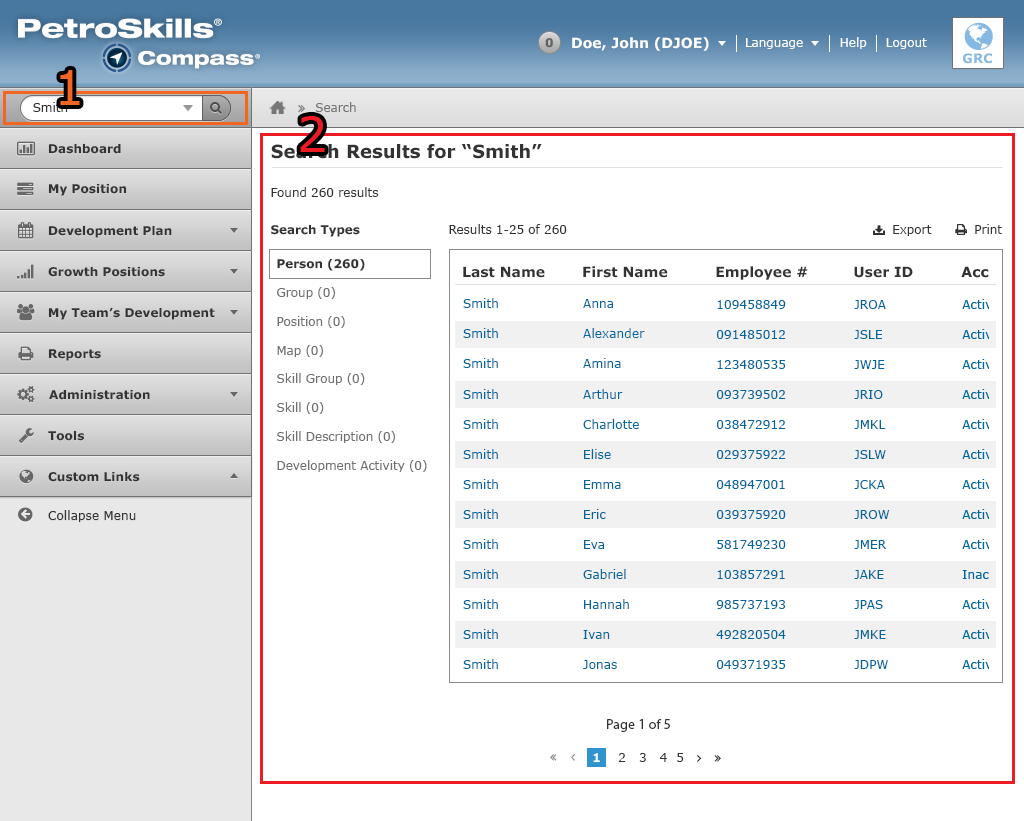 PetroSkills®
Compass®
0 Doe, John (DJOE) Language Help Logout
GRC
1
Smith
» Search
2
Dashboard
My Position
Development Plan
Growth Positions
My Team's Development
Reports
Administration
Tools
Custom Links
Collapse Menu
Search Results for “Smith”
Found 260 results
Search Types
Person (260)
Group (0)
Position (0)
Map (0)
Skill Group (0)
Skill (0)
Skill Description (0)
Development Activity (0)
Results 1-25 of 260 Export Print
Last Name First Name Employee # User ID Acc
Smith Anna 109458849 JROA Activ
Smith Alexander 091485012 JSLE Activ
Smith Amina 123480535 JWJE Activ
Smith Arthur 093739502 JRIO Activ
Smith Charlotte 038472912 JMKL Activ
Smith Elise 029375922 JSLW Activ
Smith Emma 048947001 JCKA Activ
Smith Eric 039375920 JROW Activ
Smith Eva 581749230 JMER Activ
Smith Gabriel 103857291 JAKE Inac
Smith Hannah 985737193 JPAS Activ
Smith Ivan 492820504 JMKE Activ
Smith Jonas 049371935 JDPW Activ
Page 1 of 5
« ‹ 1 2 3 4 5 › »